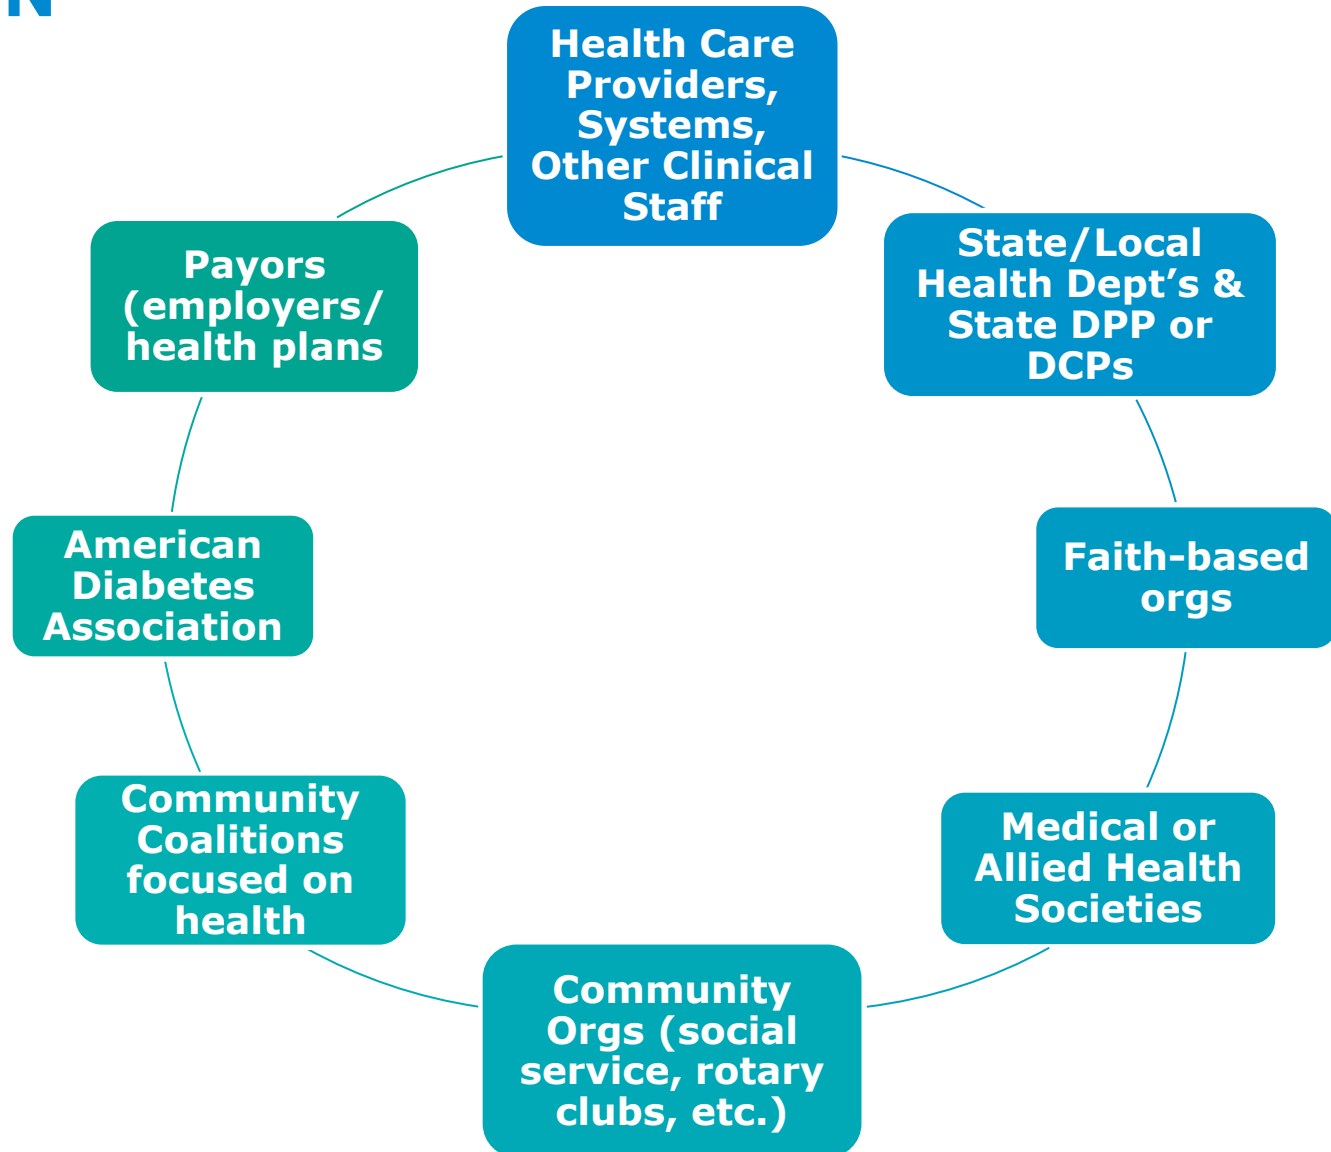 Health Care
Providers,
Systems,
Other Clinical
Staff
State/Local
Health Dept’s &
State DPP or
DCPs
Faith-based
orgs
Medical or
Allied Health
Societies
Community
Orgs (social
service, rotary
clubs, etc.)
Community
Coalitions
focused on
health
American
Diabetes
Association
Payors
(employers/
health plans